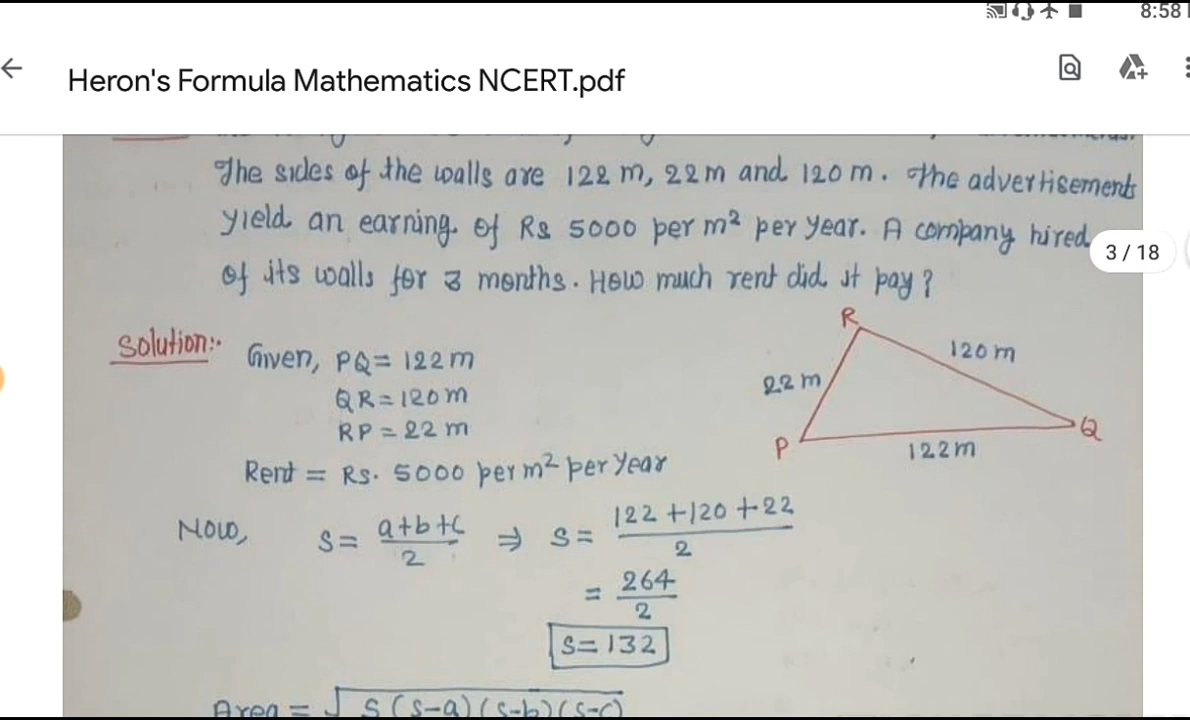 8:58
Heron's Formula Mathematics NCERT.pdf
The sides of the walls are 122 m, 22m and 120 m. The advertisements
yield an earning of Rs 5000 per m² per year. A company hired
3 / 18
of its walls for 3 months. How much rent did it pay?
Solution:-
Given, PQ = 122 m
QR = 120 m
RP = 22 m
R
120 m
22 m
P
Q
122 m
Rent = Rs. 5000 per m² per Year
Now, S = a+b+c/2 ⇒ S = 122 + 120 + 22/2
= 264/2
S = 132
Area = √S(S-a)(S-b)(S-c)